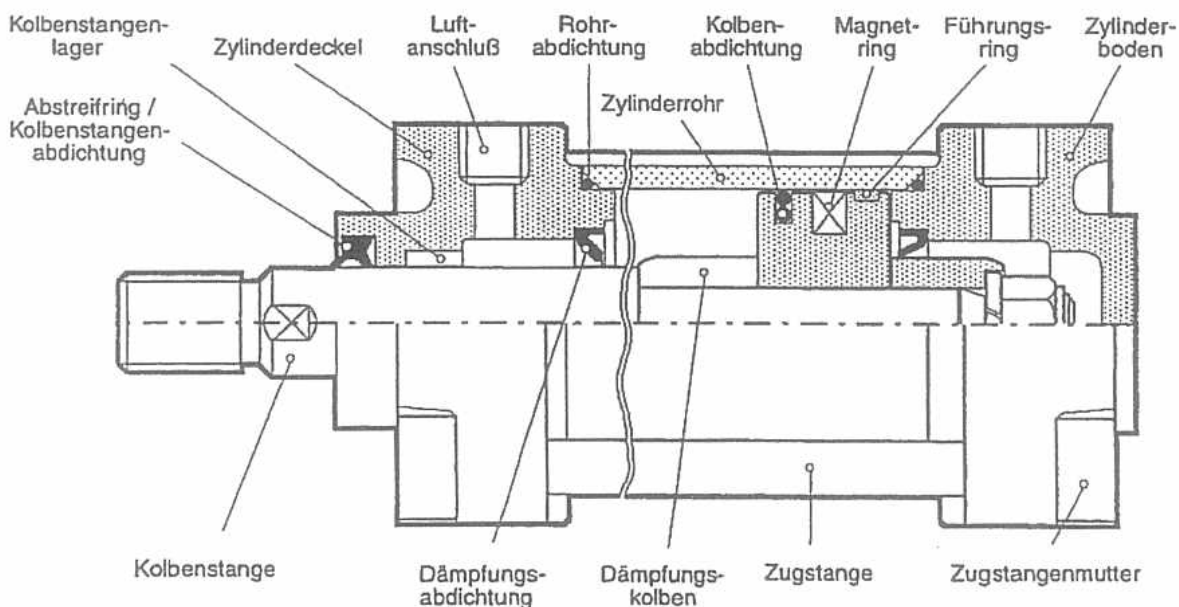 Kolbenstangen-
lager
Zylinderdeckel
Luft-
anschluß
Rohr-
abdichtung
Kolben-
abdichtung
Magnet-
ring
Führungs-
ring
Zylinder-
boden
Abstreifring /
Kolbenstangen-
abdichtung
Zylinderrohr
Kolbenstange
Dämpfungs-
abdichtung
Dämpfungs-
kolben
Zugstange
Zugstangenmutter